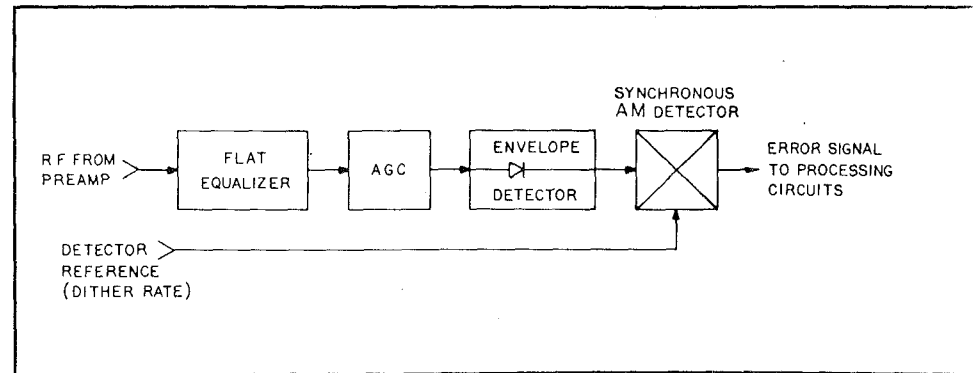 SYNCHRONOUS
AM DETECTOR
RF FROM
PREAMP
FLAT
EQUALIZER
AGC
ENVELOPE
DETECTOR
ERROR SIGNAL
TO PROCESSING
CIRCUITS
DETECTOR
REFERENCE
(DITHER RATE)